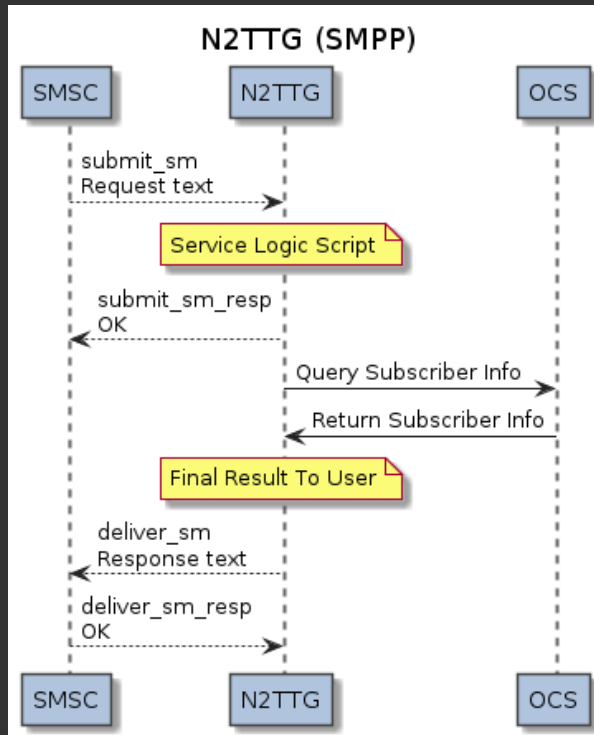 N2TTG (SMPP)
SMSC
N2TTG
OCS
submit_sm
Request text
Service Logic Script
submit_sm_resp
OK
Query Subscriber Info
Return Subscriber Info
Final Result To User
deliver_sm
Response text
deliver_sm_resp
OK
SMSC
N2TTG
OCS